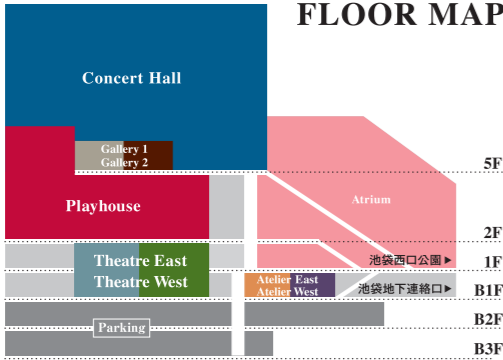 FLOOR MAP
Concert Hall
Gallery 1
Gallery 2
5F
Atrium
Playhouse
2F
Theatre East
Theatre West
池袋西口公園▶
1F
Atelier East
Atelier West
池袋地下連絡口▶
B1F
Parking
B2F
B3F